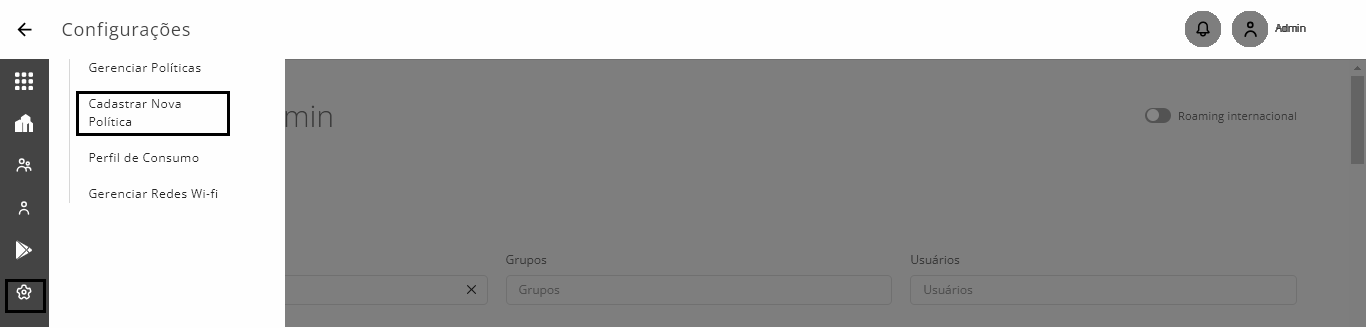 Configurações
Admin
Gerenciar Políticas
Cadastrar Nova
Política
min
Roaming internacional
Perfil de Consumo
Gerenciar Redes Wi-fi
Grupos
Usuários
Grupos
Usuários